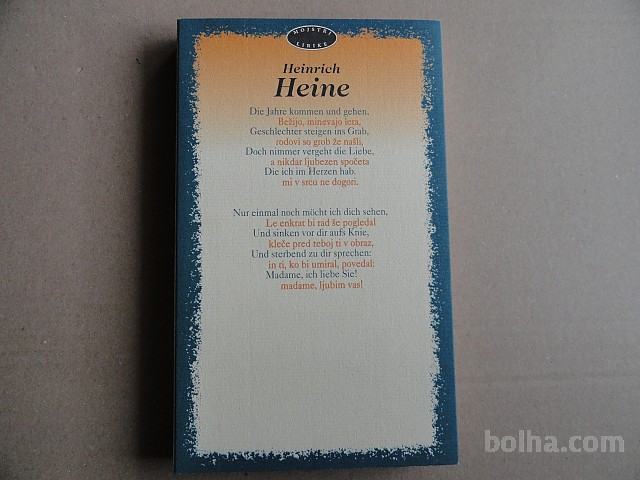 MOJSTRI
LIRIKE
Heinrich
Heine
Die Jahre kommen und gehen,
Bežijo, minevajo leta,
Geschlechter steigen ins Grab,
rodovi so grob že našli,
Doch nimmer vergeht die Liebe,
a nikdar ljubezen spočeta
Die ich im Herzen hab.
mi v srcu ne dogori.
Nur einmal noch möcht ich dich sehen,
Le enkrat bi rad še pogledal
Und sinken vor dir aufs Knie,
kleče pred teboj ti v obraz,
Und sterbend zu dir sprechen:
in ti, ko bi umiral, povedal:
Madame, ich liebe Sie!
madame, ljubim vas!
bolha.com